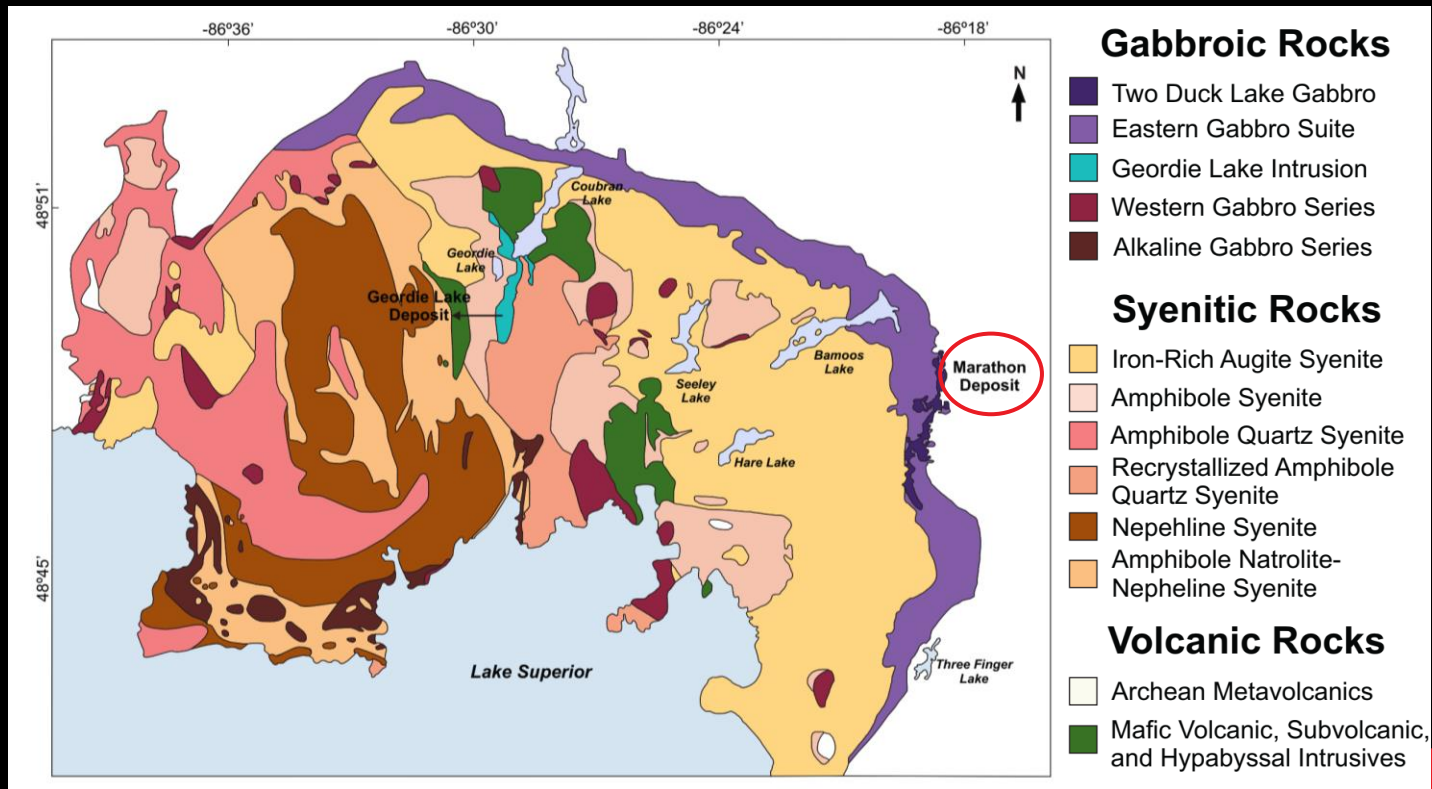 -86°36'
-86°30'
-86°24'
-86°18'
N
48°51'
48°45'
Coubran
Lake
Geordie
Lake
Geordie Lake
Deposit
Bamoos
Lake
Marathon
Deposit
Seeley
Lake
Hare Lake
Three Finger
Lake
Lake Superior
Gabbroic Rocks
Two Duck Lake Gabbro
Eastern Gabbro Suite
Geordie Lake Intrusion
Western Gabbro Series
Alkaline Gabbro Series
Syenitic Rocks
Iron-Rich Augite Syenite
Amphibole Syenite
Amphibole Quartz Syenite
Recrystallized Amphibole
Quartz Syenite
Nepehline Syenite
Amphibole Natrolite-
Nepheline Syenite
Volcanic Rocks
Archean Metavolcanics
Mafic Volcanic, Subvolcanic,
and Hypabyssal Intrusives